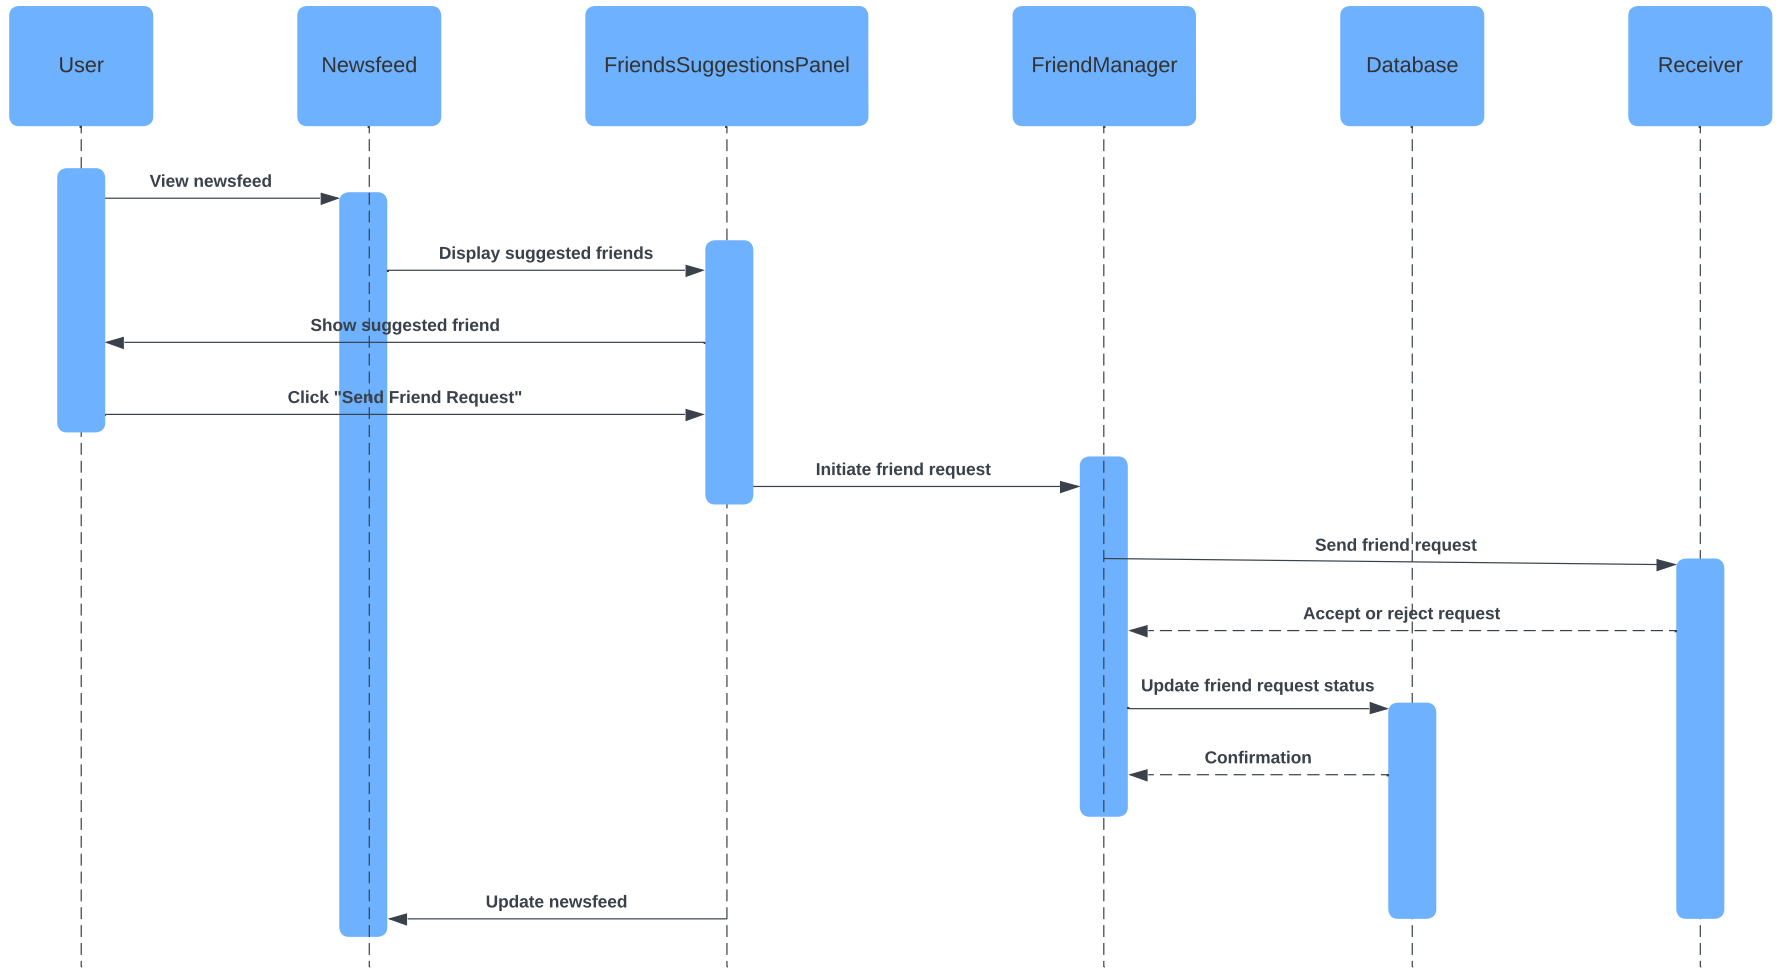 User
Newsfeed
FriendsSuggestionsPanel
FriendManager
Database
Receiver
View newsfeed
Display suggested friends
Show suggested friend
Click "Send Friend Request"
Initiate friend request
Send friend request
Accept or reject request
Update friend request status
Confirmation
Update newsfeed